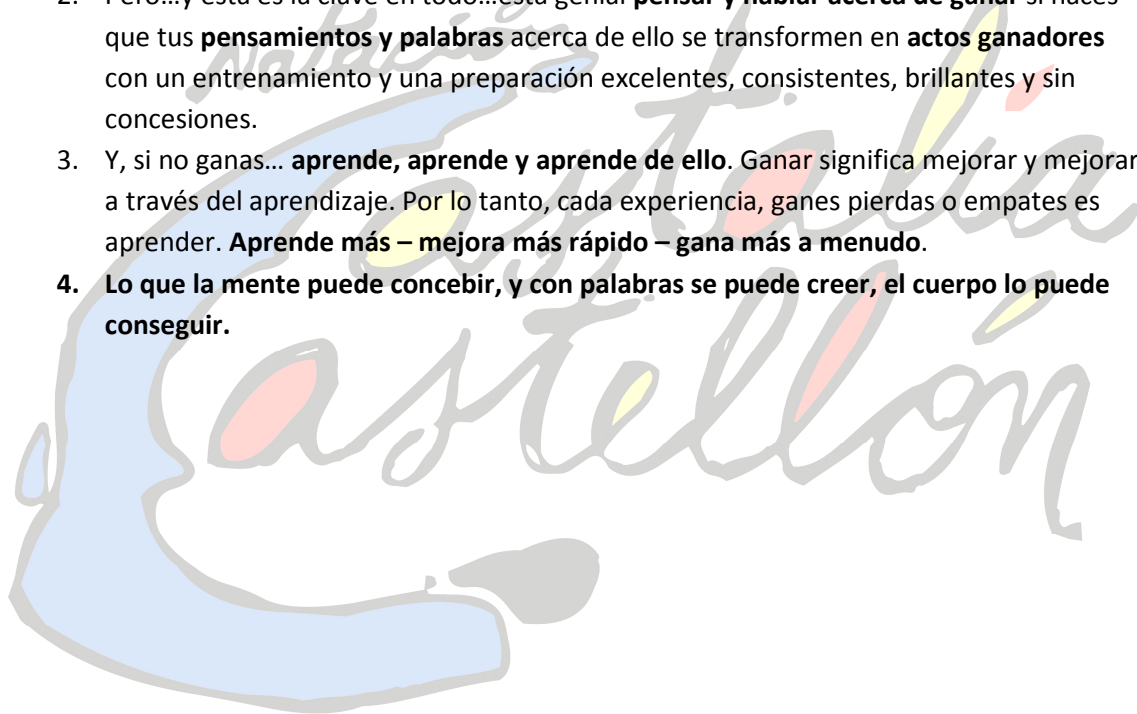 2. Pero…y esta es la clave en todo…está genial pensar y hablar acerca de ganar si haces
que tus pensamientos y palabras acerca de ello se transformen en actos ganadores
con un entrenamiento y una preparación excelentes, consistentes, brillantes y sin
concesiones.
3. Y, si no ganas… aprende, aprende y aprende de ello. Ganar significa mejorar y mejorar
a través del aprendizaje. Por lo tanto, cada experiencia, ganes pierdas o empates es
aprender. Aprende más – mejora más rápido – gana más a menudo.
4. Lo que la mente puede concebir, y con palabras se puede creer, el cuerpo lo puede
conseguir.
Natación
Castalia
Castellón